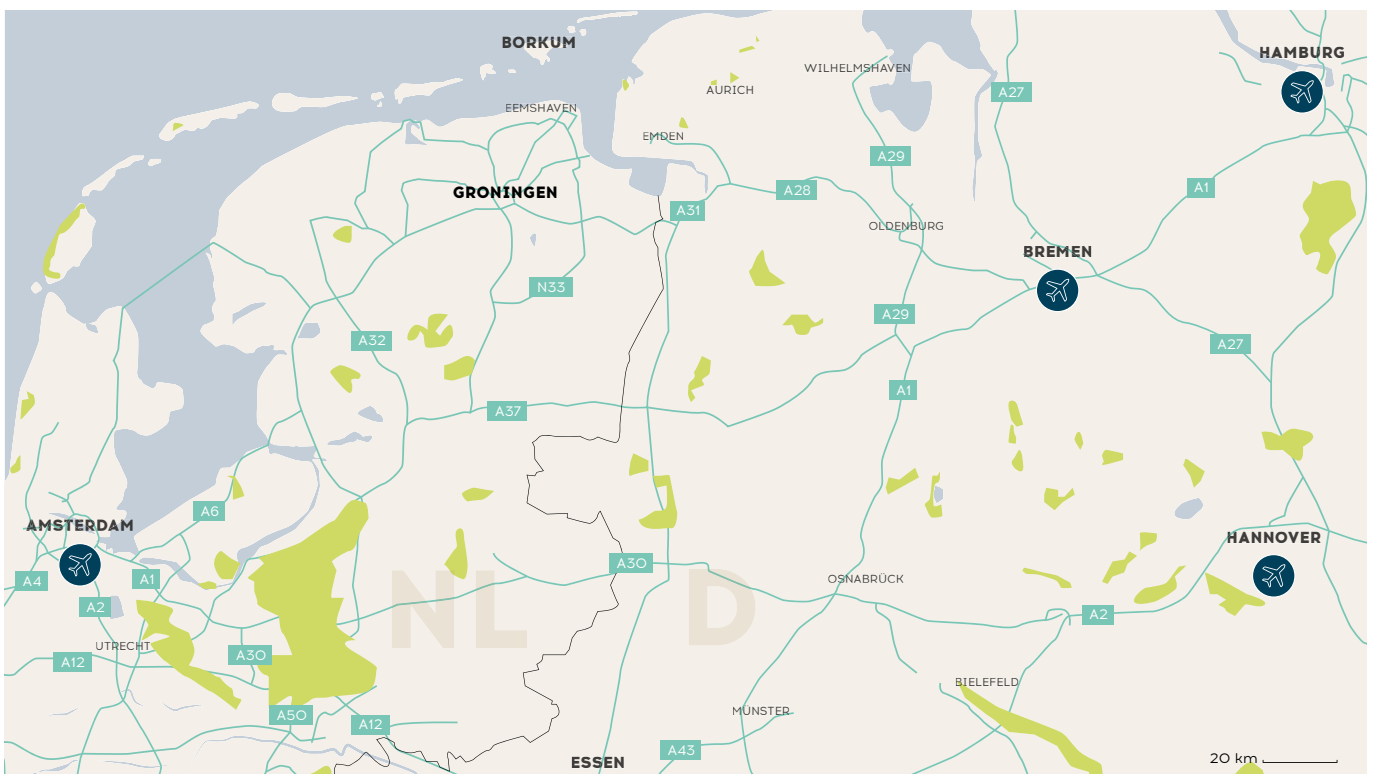 BORKUM
HAMBURG
WILHELMSHAVEN
AURICH
A27
EEMSHAVEN
EMDEN
A29
A1
A28
GRONINGEN
A31
OLDENBURG
BREMEN
N33
A29
A32
A27
A1
A37
A6
AMSTERDAM
HANNOVER
A30
A4
A1
OSNABRÜCK
NL
D
A2
A2
UTRECHT
A30
A12
BIELEFELD
A50
A12
MÜNSTER
A43
ESSEN
20 km